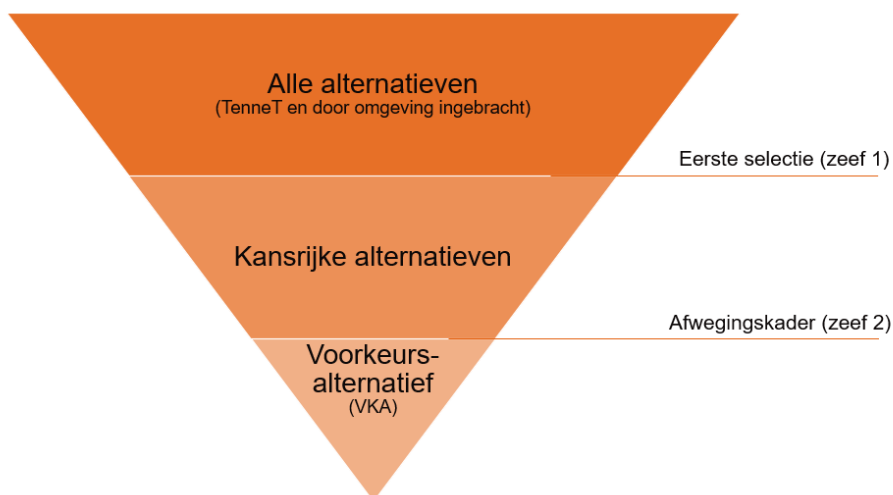 Alle alternatieven
(TenneT en door omgeving ingebracht)
Eerste selectie (zeef 1)
Kansrijke alternatieven
Afwegingskader (zeef 2)
Voorkeurs-
alternatief
(VKA)